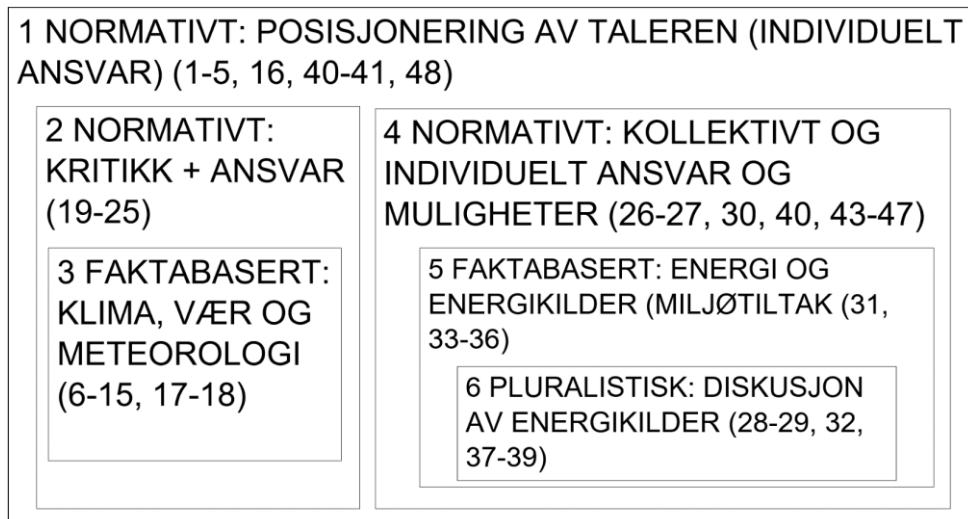 1 NORMATIVT: POSISJONERING AV TALEREN (INDIVIDUELT
ANSVAR) (1-5, 16, 40-41, 48)
2 NORMATIVT:
KRITIKK + ANSVAR
(19-25)
3 FAKTABASERT:
KLIMA, VÆR OG
METEOROLOGI
(6-15, 17-18)
4 NORMATIVT: KOLLEKTIVT OG
INDIVIDUELT ANSVAR OG
MULIGHETER (26-27, 30, 40, 43-47)
5 FAKTABASERT: ENERGI OG
ENERGIKILDER (MILJØTILTAK (31,
33-36)
6 PLURALISTISK: DISKUSJON
AV ENERGIKILDER (28-29, 32,
37-39)